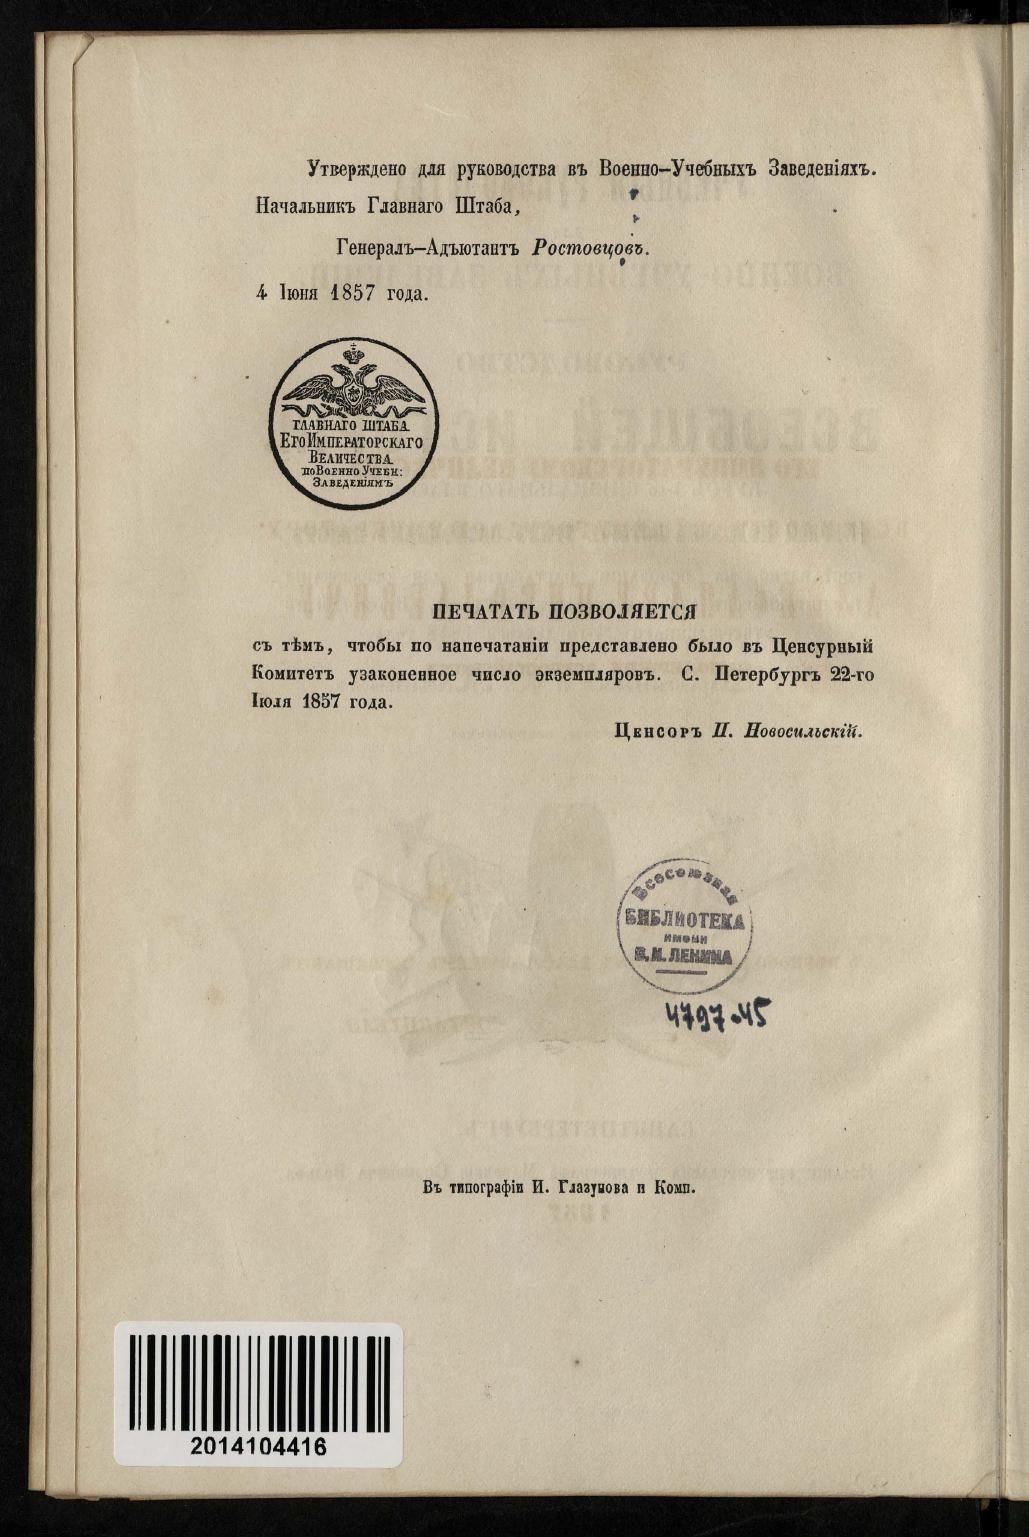 Утверждено для руководства въ Военно-Учебныхъ Заведеніяхъ.
Начальникъ Главнаго Штаба,
Генералъ-Адъютантъ Ростовцовъ.
4 Іюня 1857 года.
ГЛАВНАГО ШТАБА
ЕГО ИМПЕРАТОРСКАГО
ВЕЛИЧЕСТВА
ПО ВОЕННО УЧЕБН:
ЗАВЕДЕНІЯМЪ
ПЕЧАТАТЬ ПОЗВОЛЯЕТСЯ
съ тѣмъ, чтобы по напечатаніи представлено было въ Ценсурный
Комитетъ узаконенное число экземпляровъ. С. Петербургъ 22-го
Іюля 1857 года.
Ценсоръ П. Новосильскій.
Всесоюзная
БИБЛИОТЕКА
имени
В. И. ЛЕНИНА
4797-45
Въ типографіи И. Глазунова и Комп.
2014104416